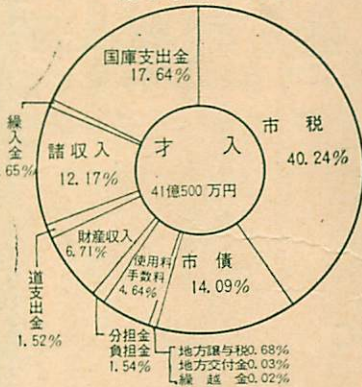 国庫支出金
17.64%
市税
40.24%
繰入金
65%
諸収入
12.17%
才入
41億500万円
財産収入
6.71%
使用料
手数料
4.64%
市債
14.09%
道支出金
1.52%
分担金
負担金
1.54%
地方譲与税0.68%
地方交付金0.03%
繰越金0.02%